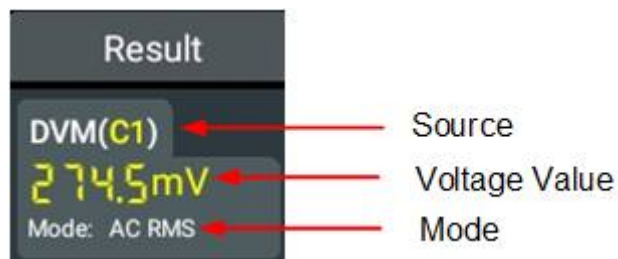 Result
DVM(C1)
Source
274.5mV
Voltage Value
Mode: AC RMS
Mode